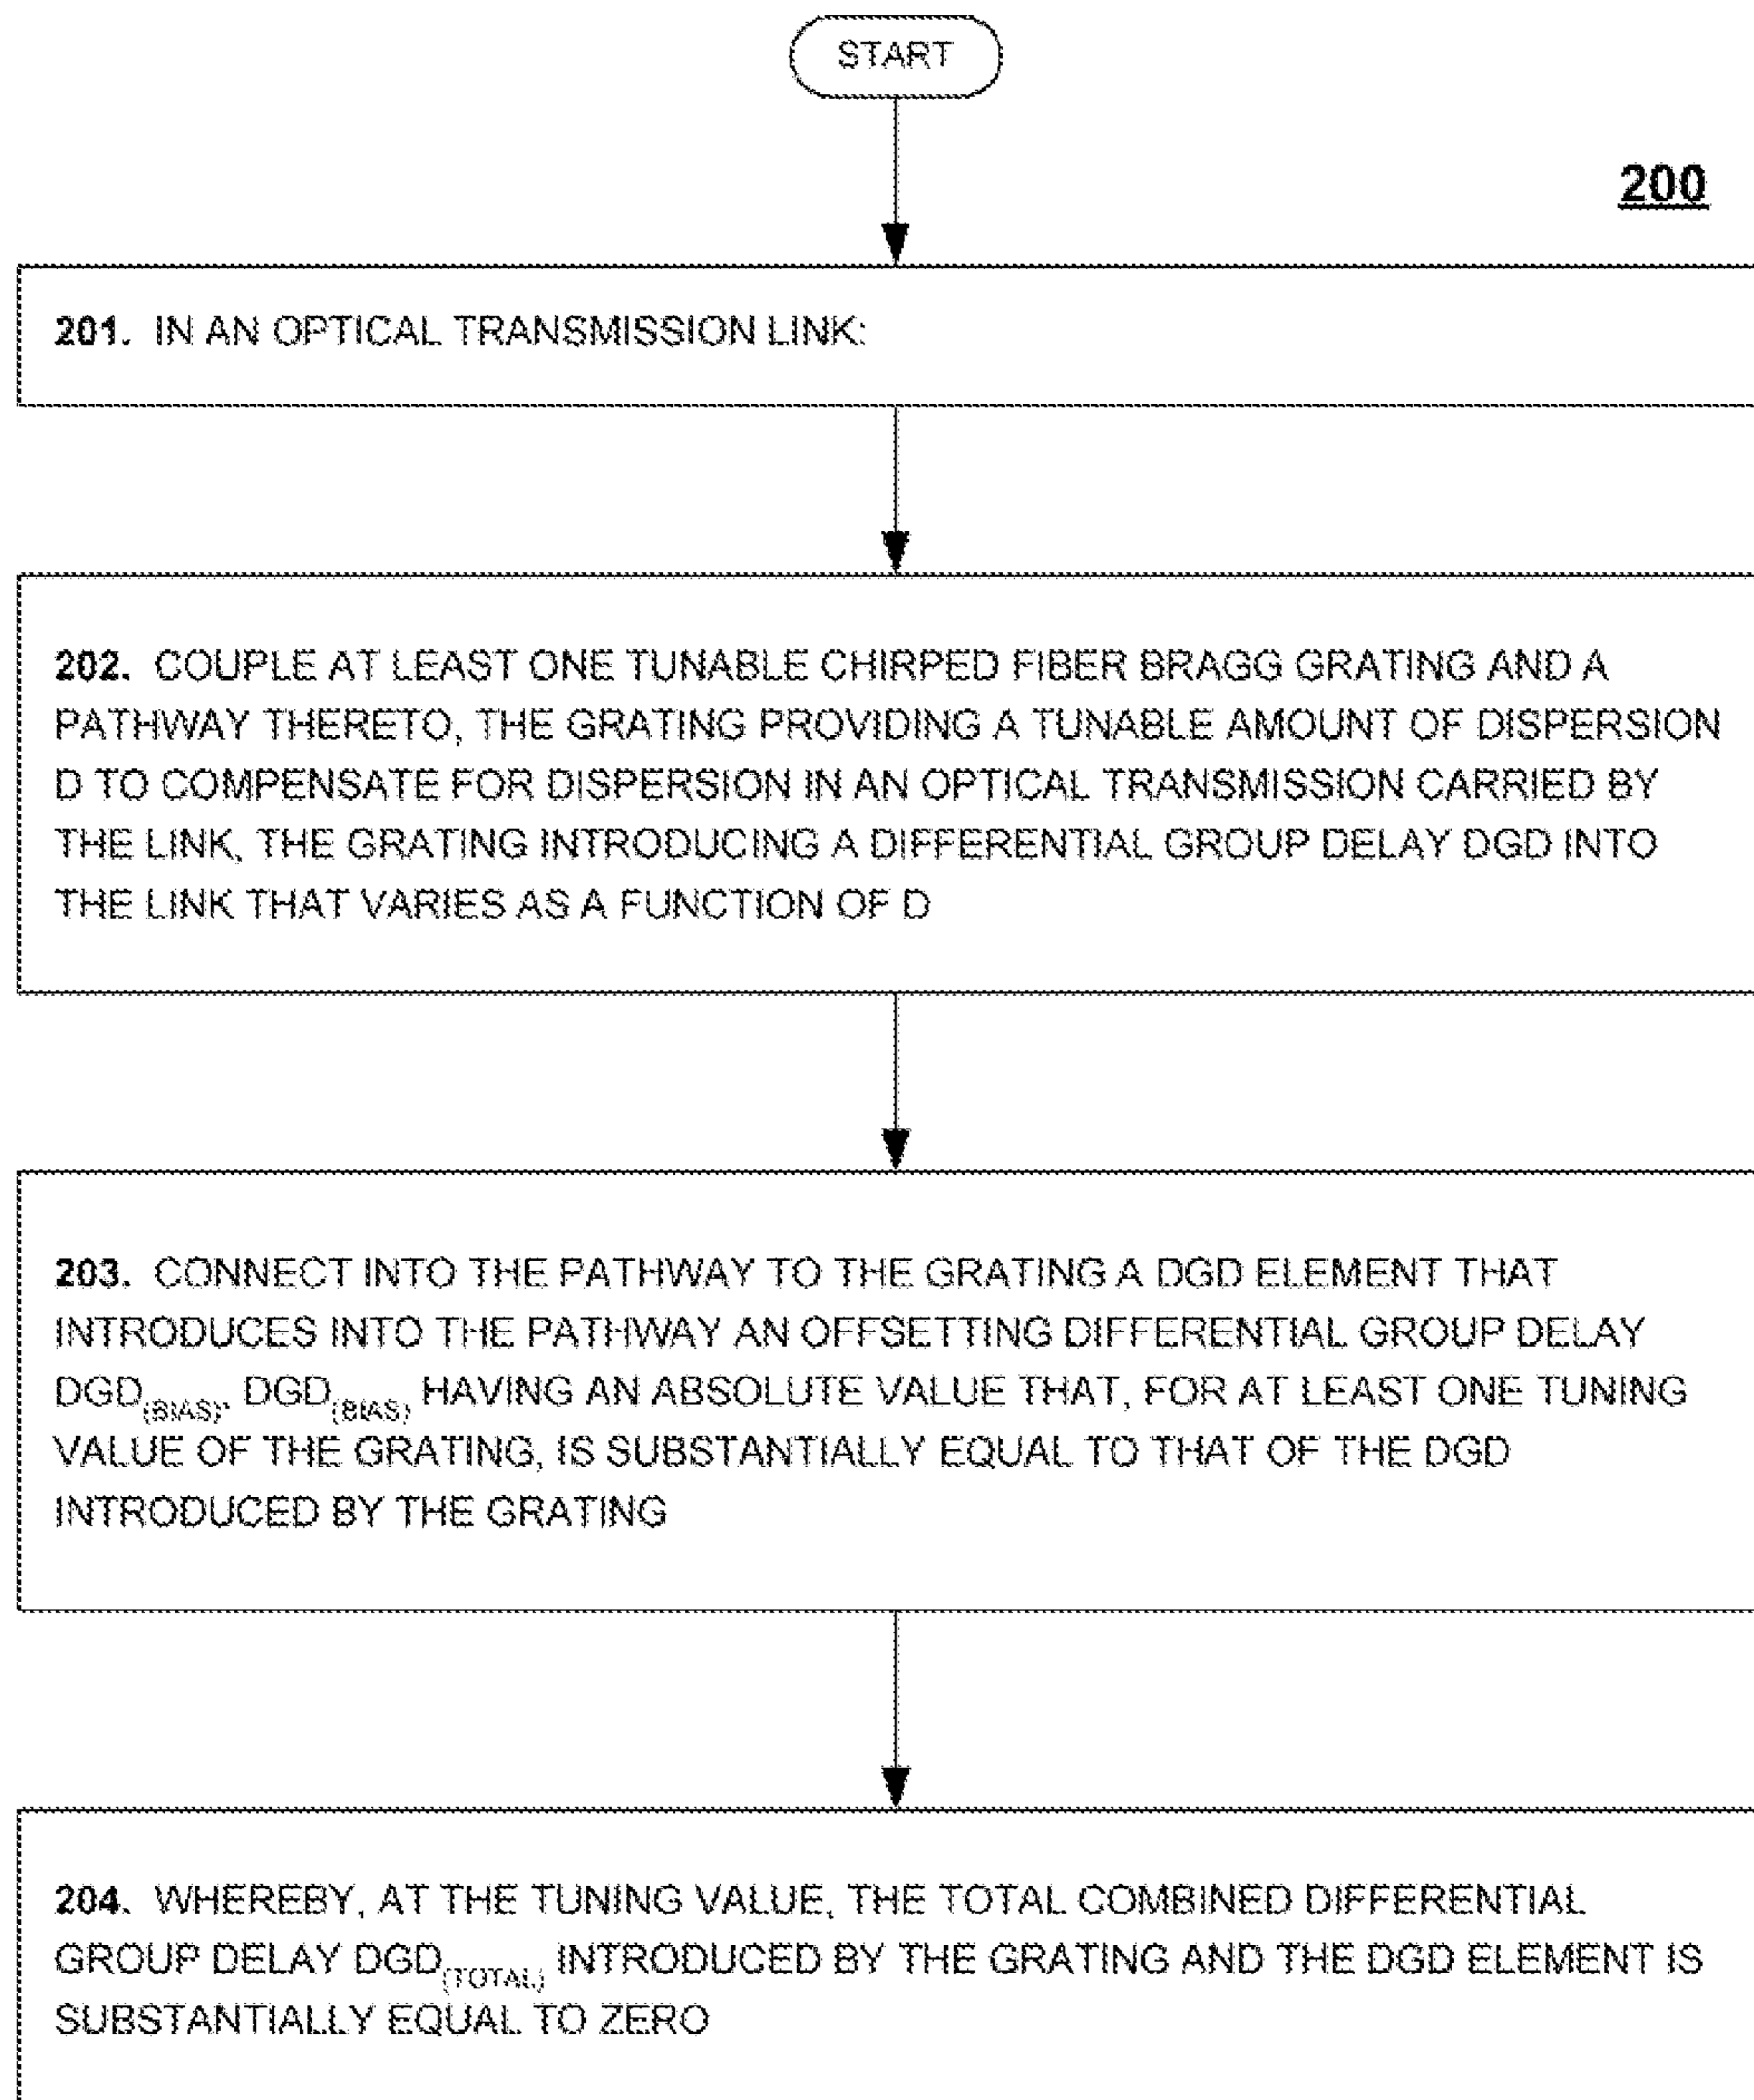 START
200
201. IN AN OPTICAL TRANSMISSION LINK:
202. COUPLE AT LEAST ONE TUNABLE CHIRPED FIBER BRAGG GRATING AND A
PATHWAY THERETO, THE GRATING PROVIDING A TUNABLE AMOUNT OF DISPERSION
D TO COMPENSATE FOR DISPERSION IN AN OPTICAL TRANSMISSION CARRIED BY
THE LINK, THE GRATING INTRODUCING A DIFFERENTIAL GROUP DELAY DGD INTO
THE LINK THAT VARIES AS A FUNCTION OF D
203. CONNECT INTO THE PATHWAY TO THE GRATING A DGD ELEMENT THAT
INTRODUCES INTO THE PATHWAY AN OFFSETTING DIFFERENTIAL GROUP DELAY
DGD(BIAS), DGD(BIAS) HAVING AN ABSOLUTE VALUE THAT, FOR AT LEAST ONE TUNING
VALUE OF THE GRATING, IS SUBSTANTIALLY EQUAL TO THAT OF THE DGD
INTRODUCED BY THE GRATING
204. WHEREBY, AT THE TUNING VALUE, THE TOTAL COMBINED DIFFERENTIAL
GROUP DELAY DGD(TOTAL) INTRODUCED BY THE GRATING AND THE DGD ELEMENT IS
SUBSTANTIALLY EQUAL TO ZERO